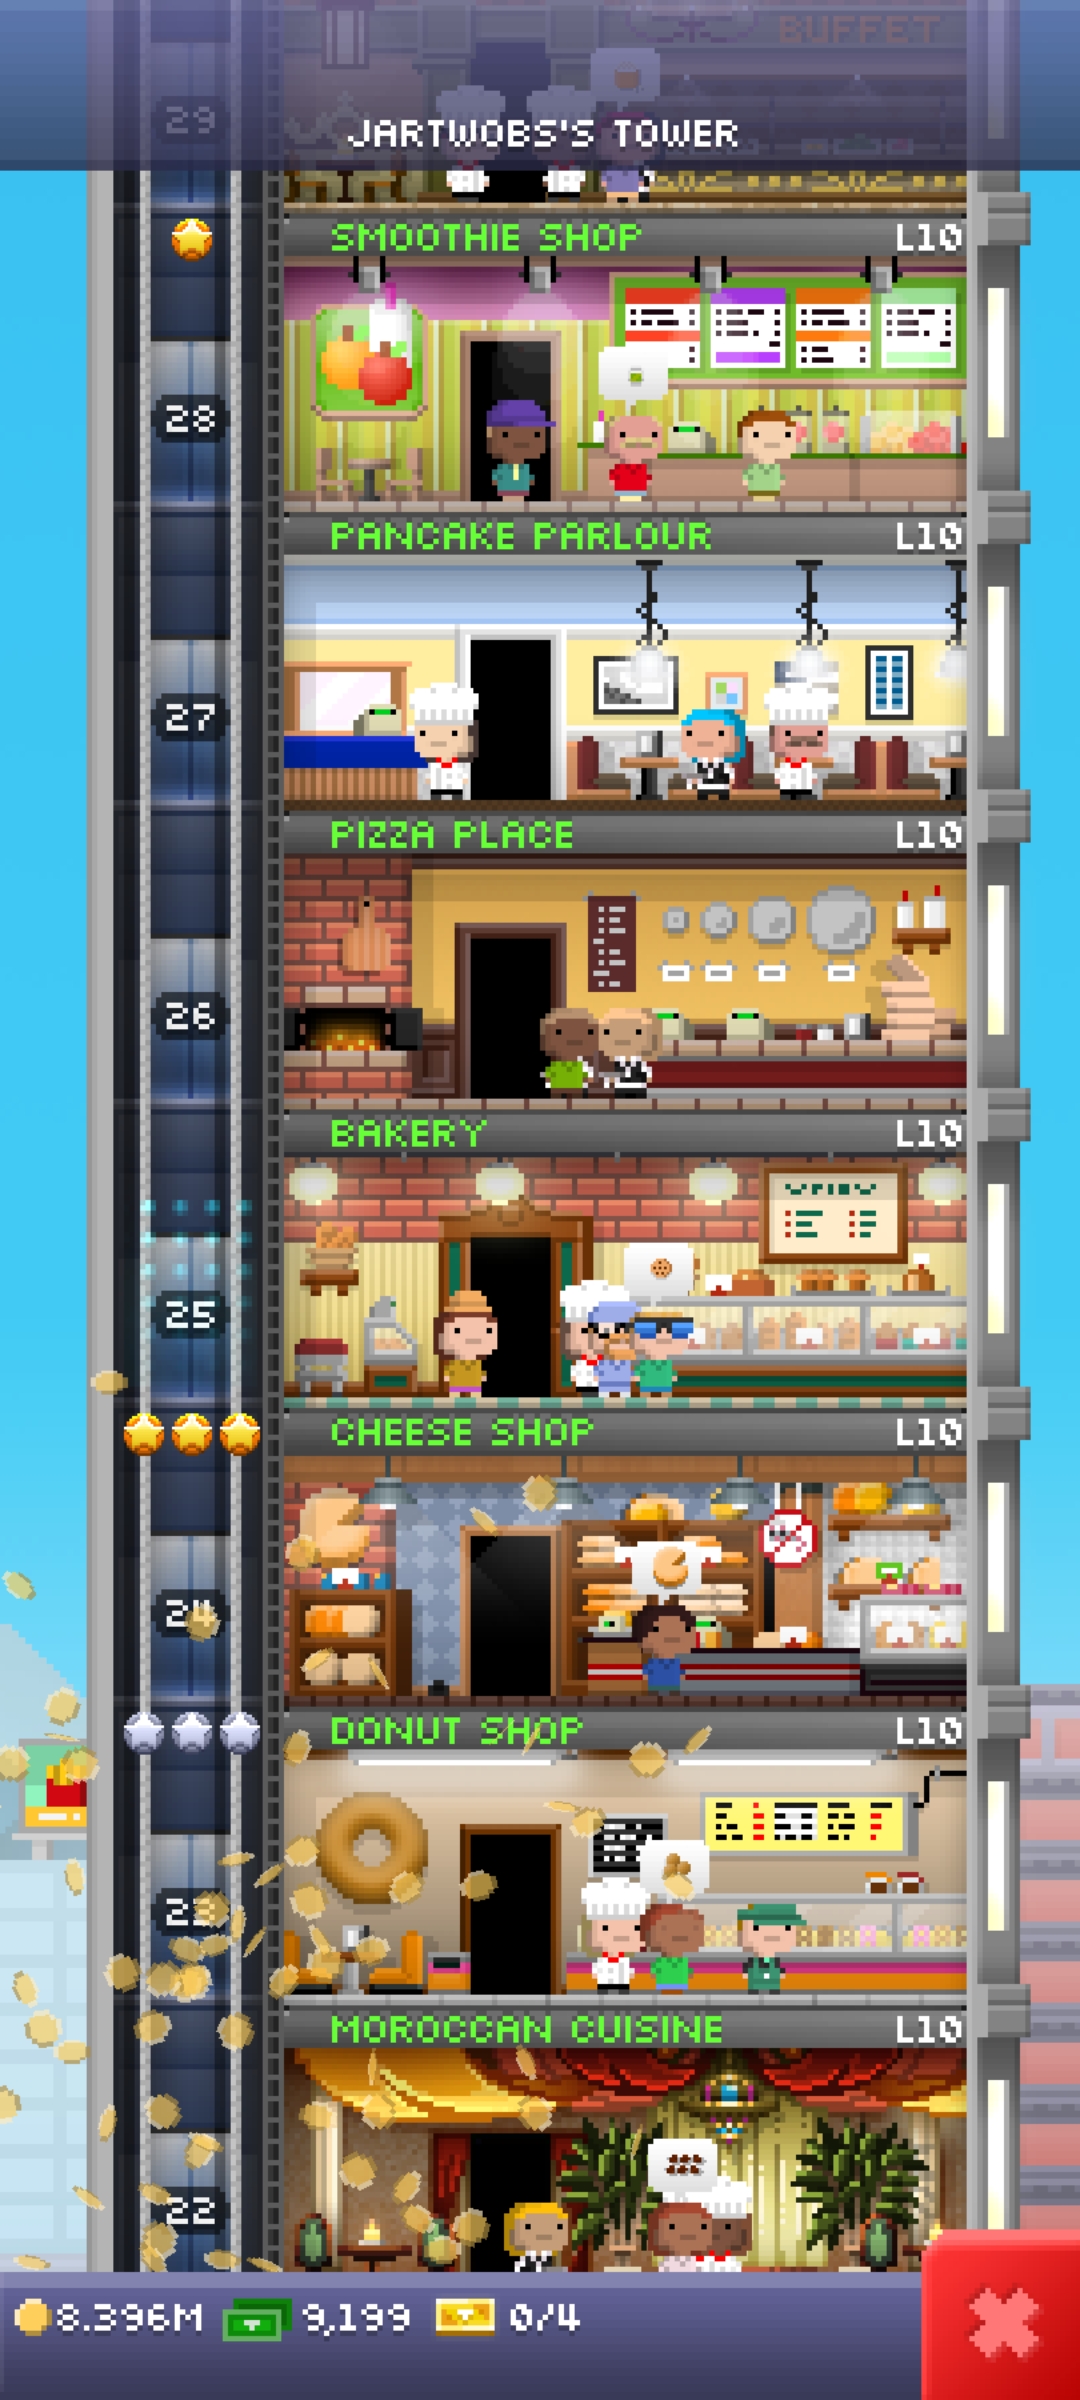 BUFFET
29
JARTWOBS'S TOWER
SMOOTHIE SHOP L10
28
PANCAKE PARLOUR L10
27
PIZZA PLACE L10
26
BAKERY L10
25
CHEESE SHOP L10
24
DONUT SHOP L10
23
MOROCCAN CUISINE L10
22
8.396M 9,199 0/4